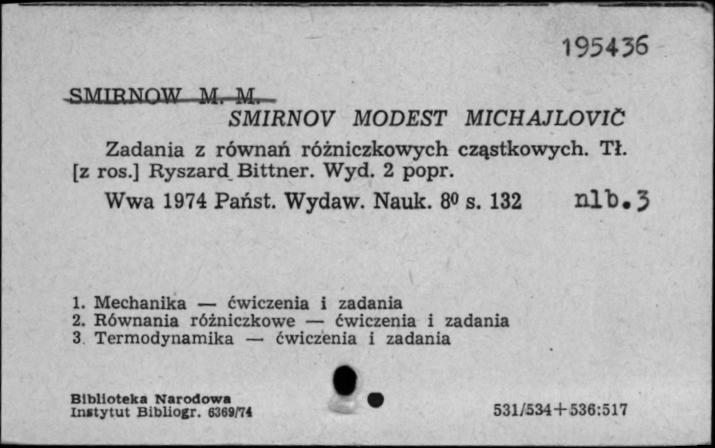 195436
SMIRNOW M. M.
SMIRNOV MODEST MICHAJLOVIČ
Zadania z równań różniczkowych cząstkowych. Tł.
[z ros.] Ryszard Bittner. Wyd. 2 popr.
Wwa 1974 Państ. Wydaw. Nauk. 8⁰ s. 132 nlb.3
1. Mechanika — ćwiczenia i zadania
2. Równania różniczkowe — ćwiczenia i zadania
3. Termodynamika — ćwiczenia i zadania
Biblioteka Narodowa
Instytut Bibliogr. 6369/74
531/534+536:517